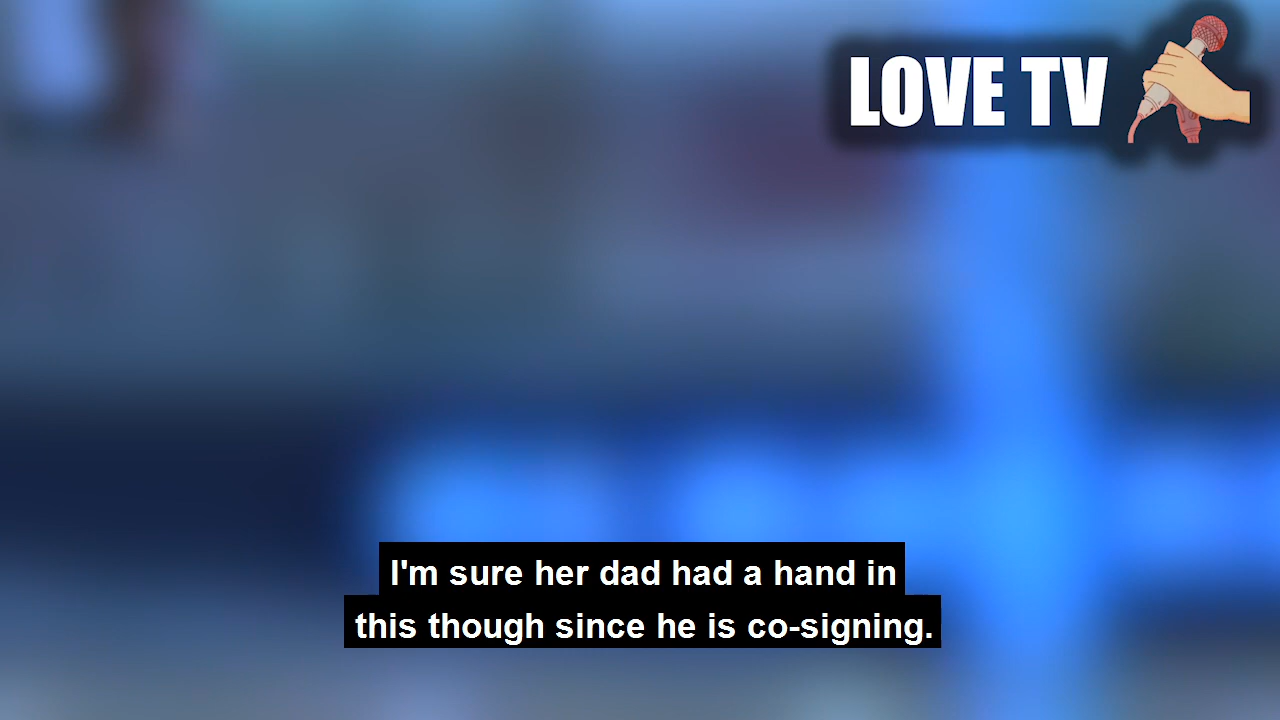 LOVE TV
I'm sure her dad had a hand in
this though since he is co-signing.